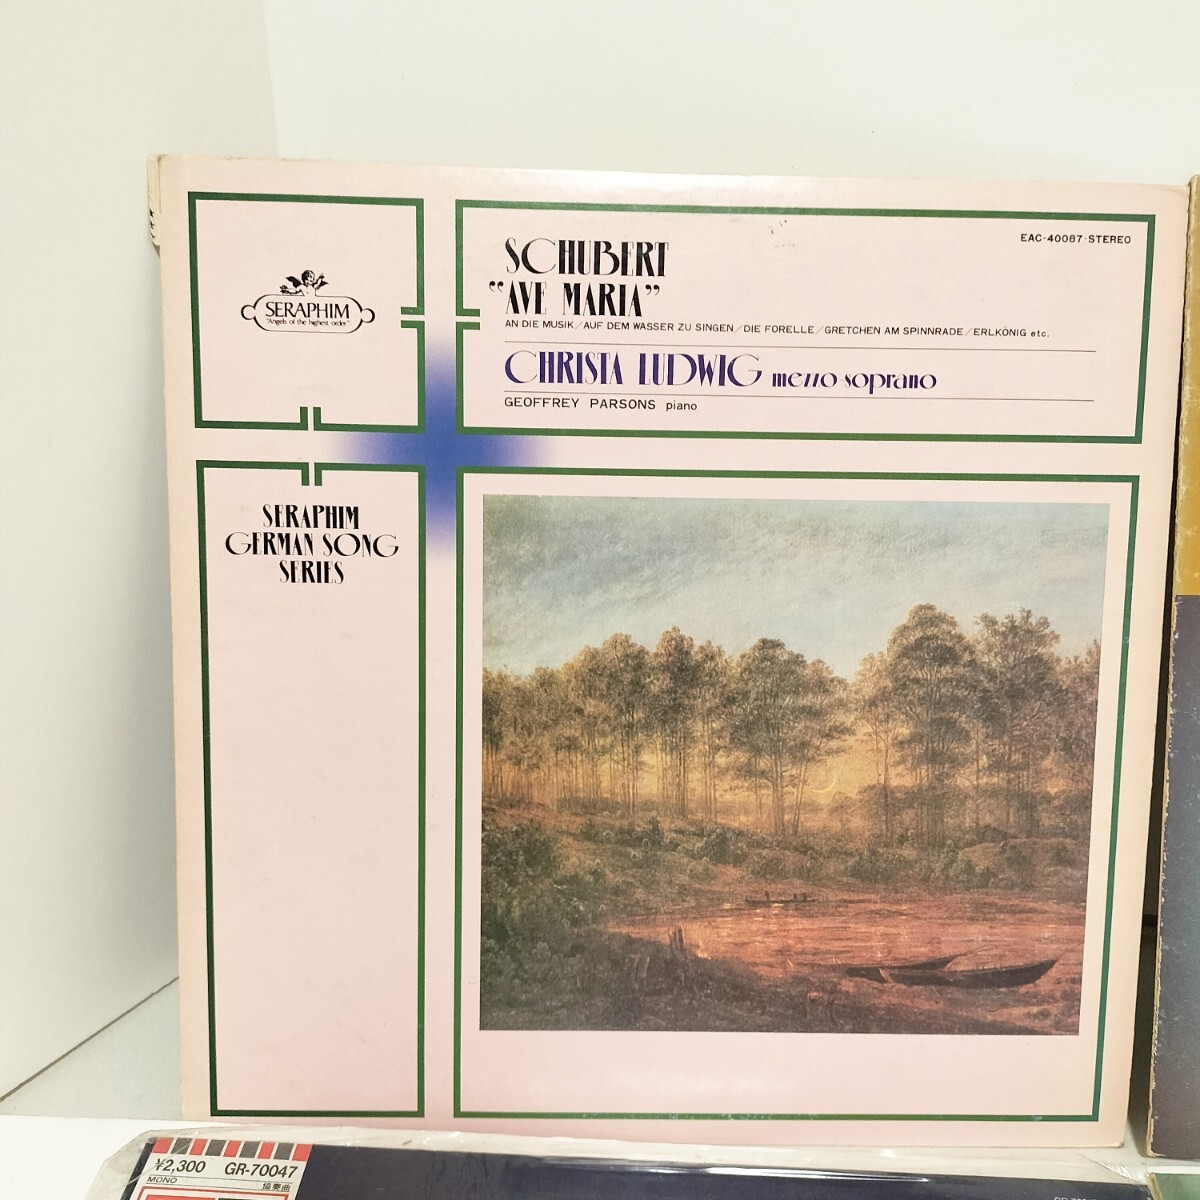 EAC-40087·STEREO
SCHUBERT
"AVE MARIA"
AN DIE MUSIK/AUF DEM WASSER ZU SINGEN/DIE FORELLE/GRETCHEN AM SPINNRADE/ERLKÖNIG etc.
CHRISTA LUDWIG mezzo-soprano
GEOFFREY PARSONS piano
SERAPHIM
"Angels of the highest order"
SERAPHIM
GERMAN SONG
SERIES
¥2,300 GR-70047
MONO 協奏曲